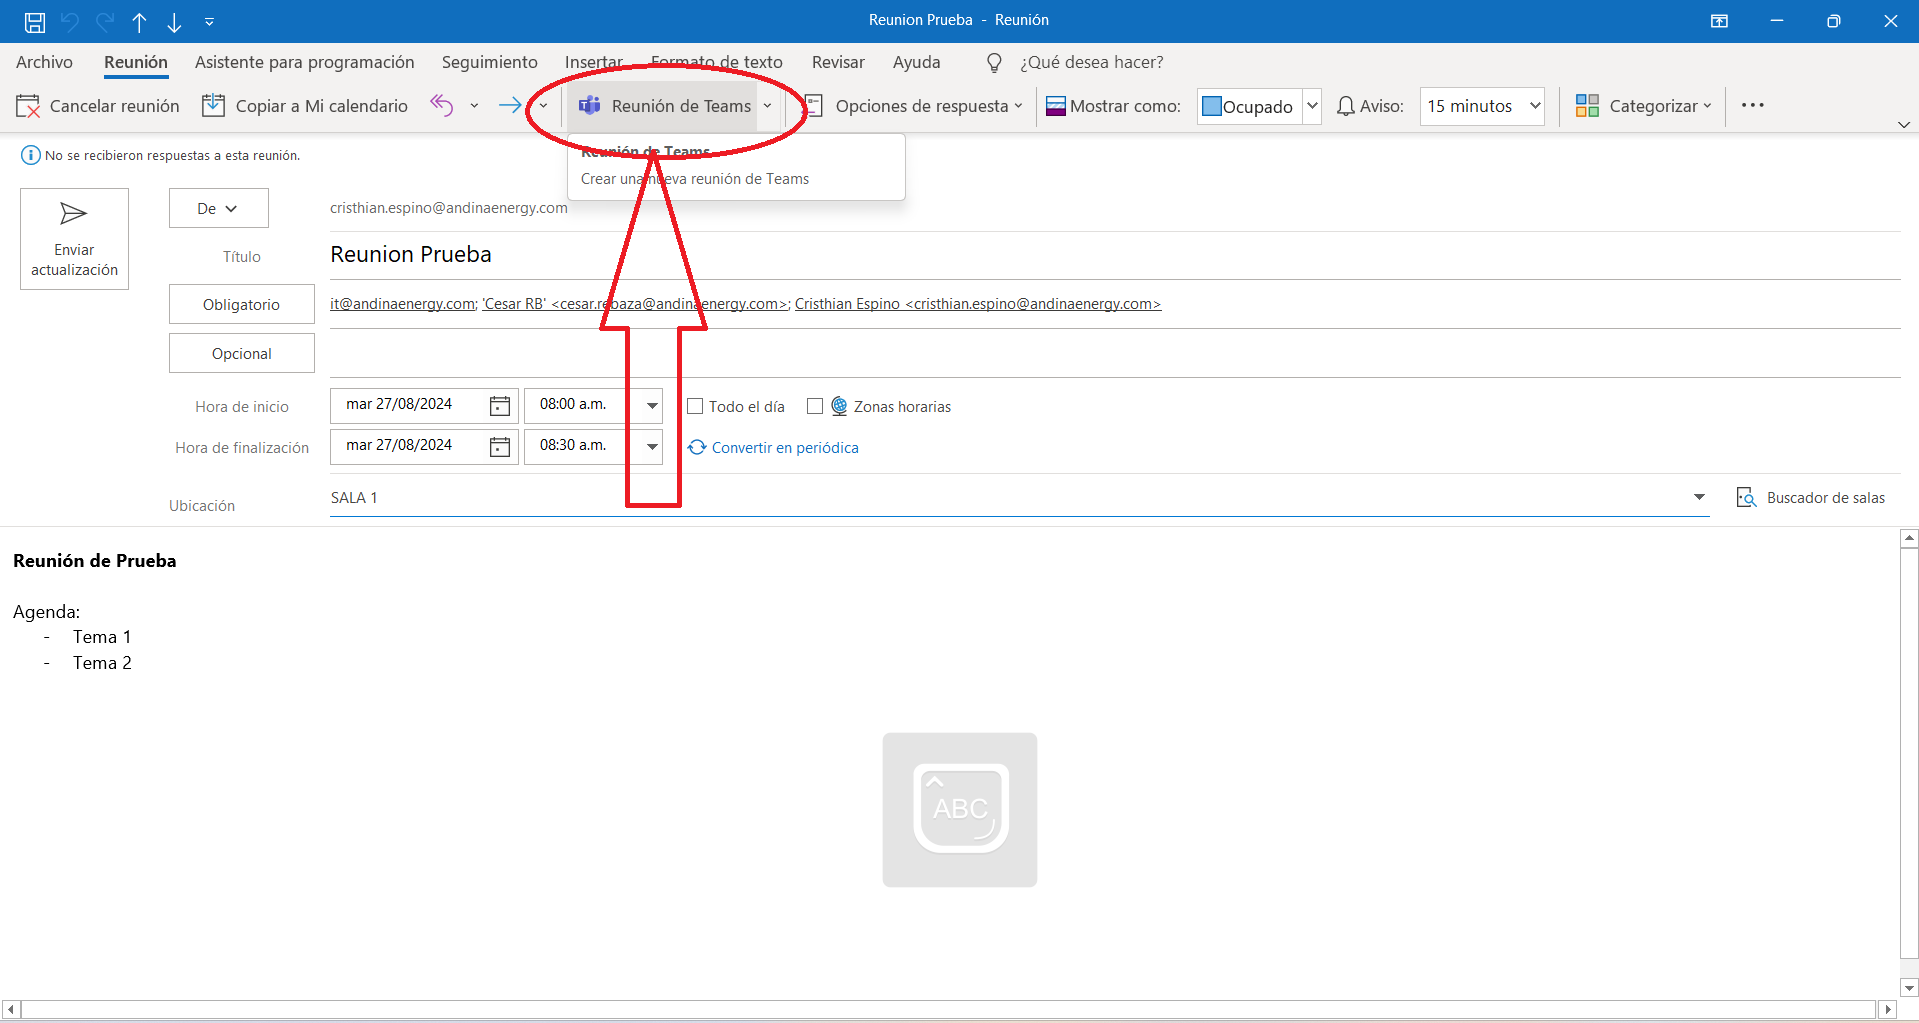 Reunion Prueba - Reunión
Archivo Reunión Asistente para programación Seguimiento Insertar Formato de texto Revisar Ayuda ¿Qué desea hacer?
Cancelar reunión Copiar a Mi calendario Reunión de Teams Opciones de respuesta Mostrar como: Ocupado Aviso: 15 minutos Categorizar ...
No se recibieron respuestas a esta reunión.
Reunión de Teams
Crear una nueva reunión de Teams
Enviar actualización
De cristhian.espino@andinaenergy.com
Título Reunion Prueba
Obligatorio it@andinaenergy.com; 'Cesar RB' <cesar.rebaza@andinaenergy.com>; Cristhian Espino <cristhian.espino@andinaenergy.com>
Opcional
Hora de inicio mar 27/08/2024 08:00 a.m. Todo el día Zonas horarias
Hora de finalización mar 27/08/2024 08:30 a.m. Convertir en periódica
Ubicación SALA 1 Buscador de salas
Reunión de Prueba
Agenda:
- Tema 1
- Tema 2
ABC